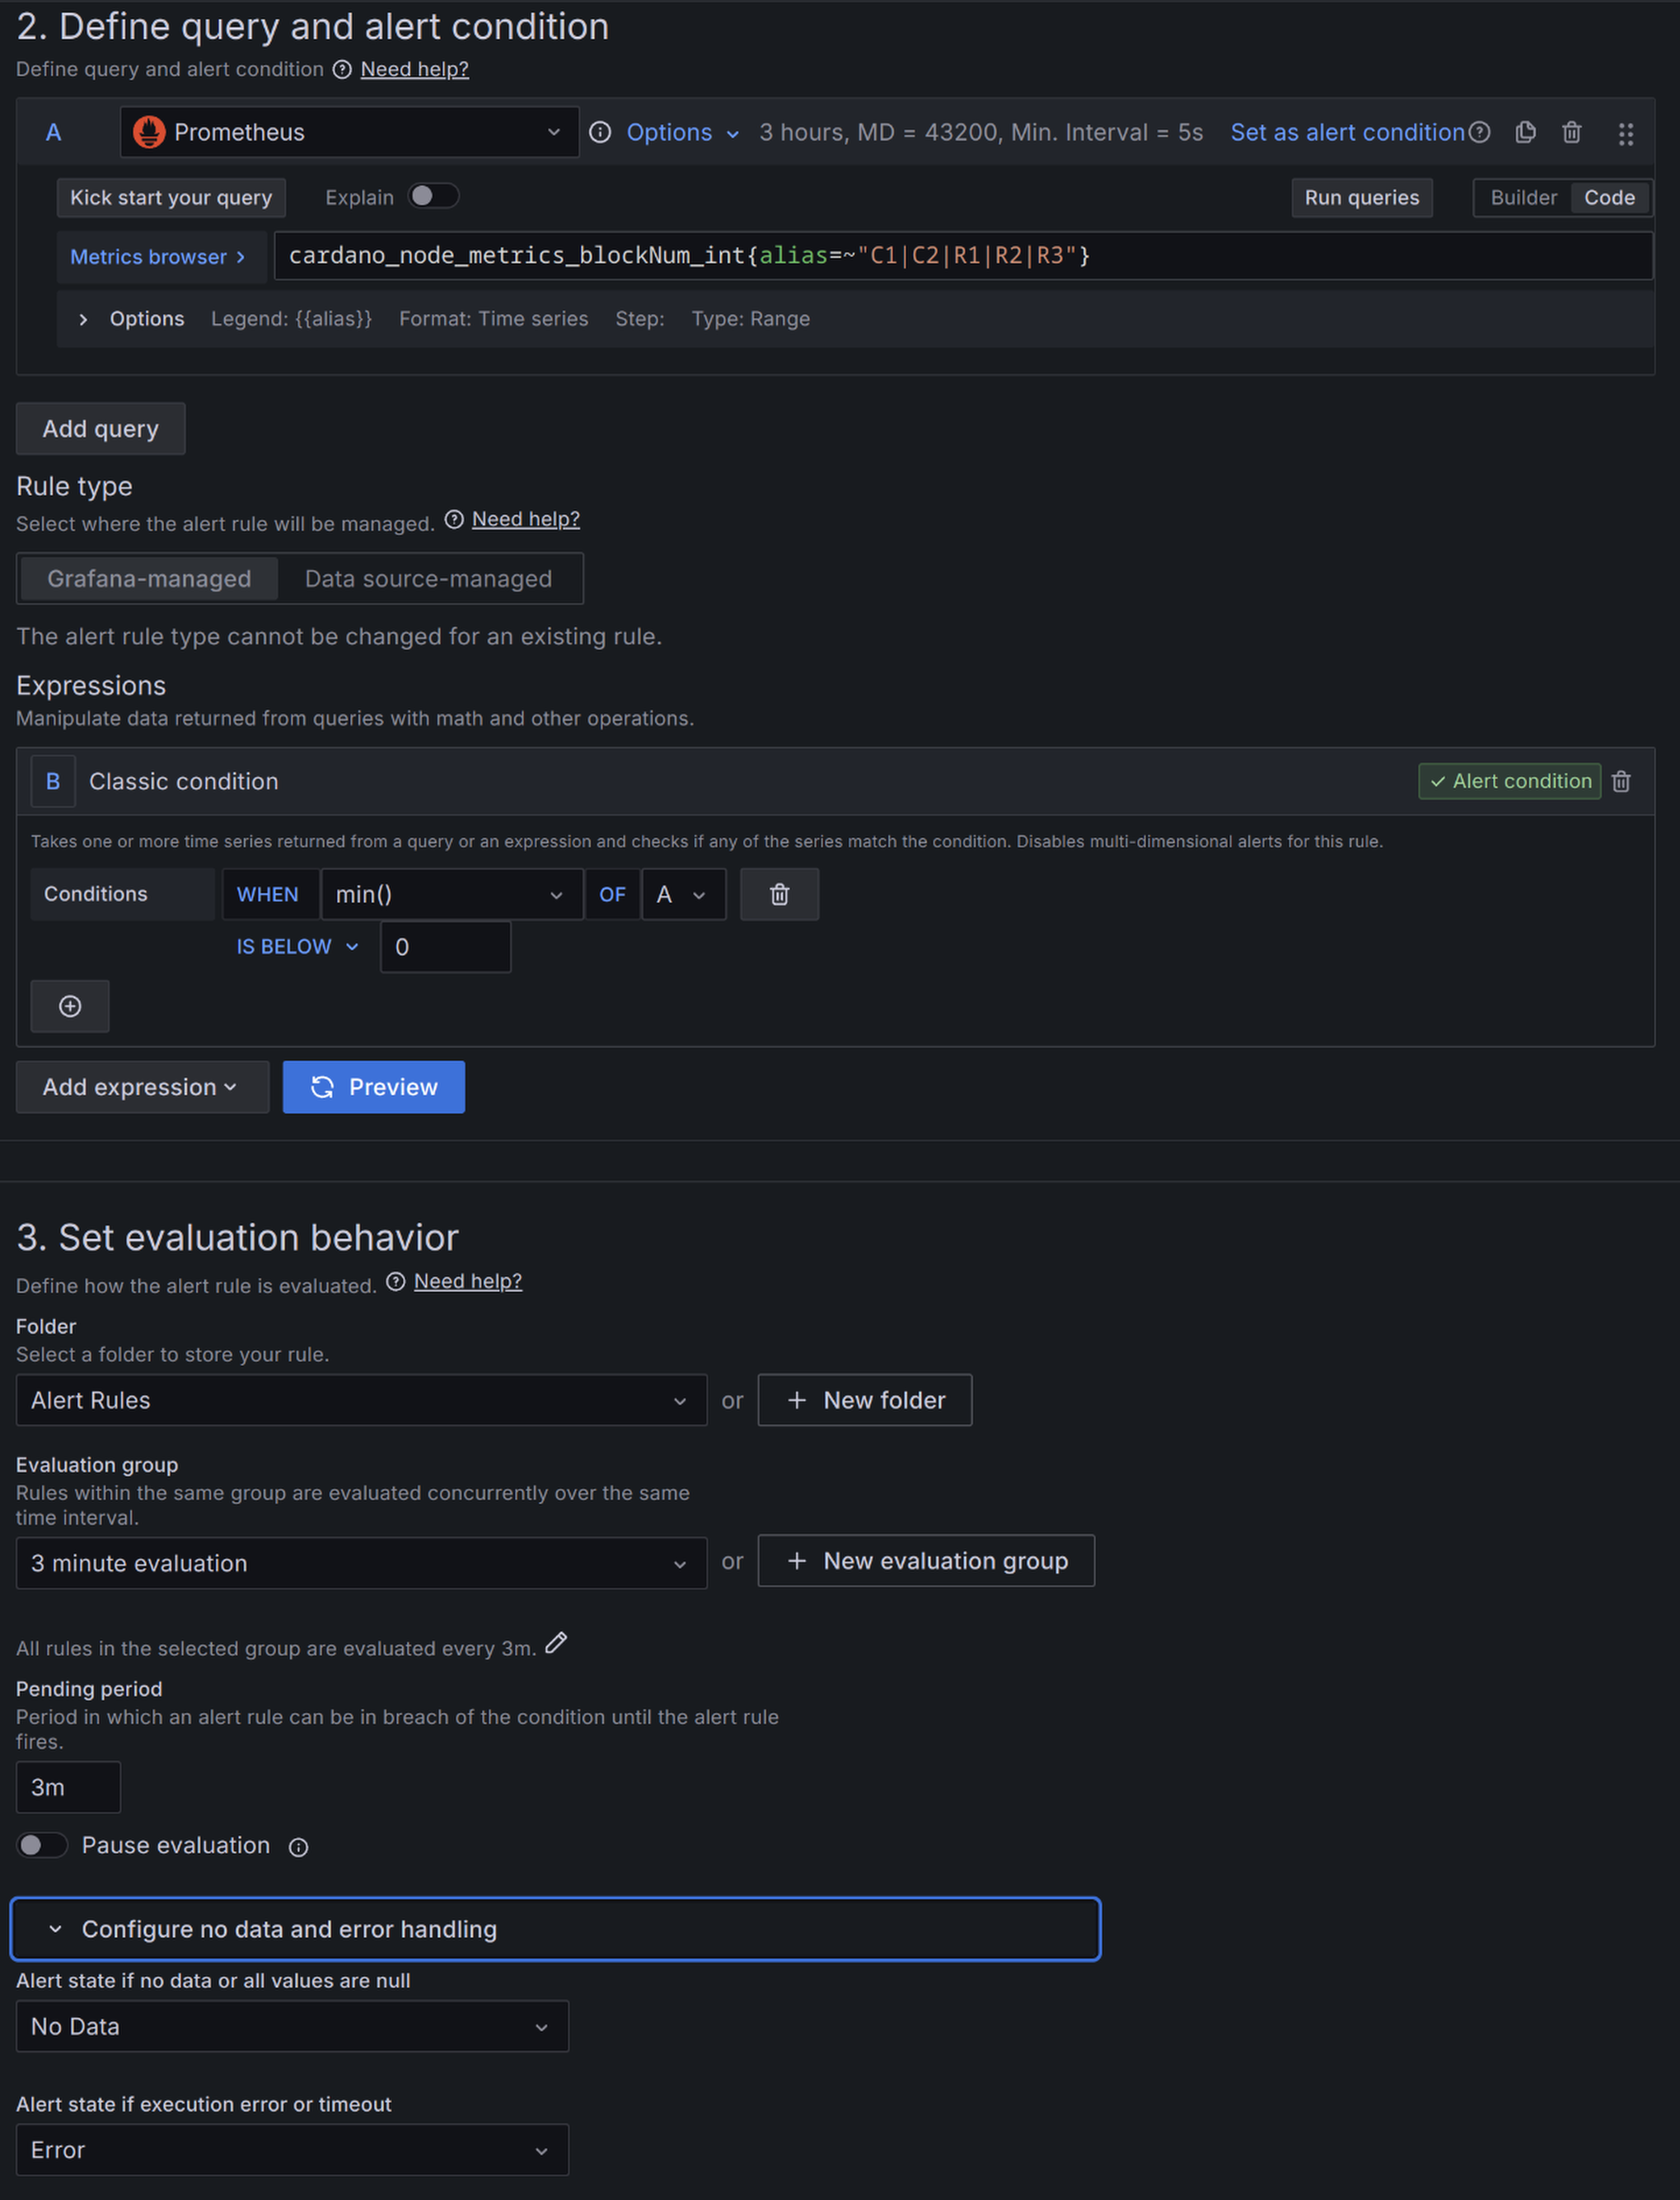 2. Define query and alert condition
Define query and alert condition Need help?
A Prometheus Options 3 hours, MD = 43200, Min. Interval = 5s Set as alert condition
Kick start your query Explain Run queries Builder Code
Metrics browser > cardano_node_metrics_blockNum_int{alias=~"C1|C2|R1|R2|R3"}
> Options Legend: {{alias}} Format: Time series Step: Type: Range
Add query
Rule type
Select where the alert rule will be managed. Need help?
Grafana-managed Data source-managed
The alert rule type cannot be changed for an existing rule.
Expressions
Manipulate data returned from queries with math and other operations.
B Classic condition ✓ Alert condition
Takes one or more time series returned from a query or an expression and checks if any of the series match the condition. Disables multi-dimensional alerts for this rule.
Conditions WHEN min() OF A
IS BELOW 0
Add expression Preview
3. Set evaluation behavior
Define how the alert rule is evaluated. Need help?
Folder
Select a folder to store your rule.
Alert Rules or + New folder
Evaluation group
Rules within the same group are evaluated concurrently over the same
time interval.
3 minute evaluation or + New evaluation group
All rules in the selected group are evaluated every 3m.
Pending period
Period in which an alert rule can be in breach of the condition until the alert rule
fires.
3m
Pause evaluation
Configure no data and error handling
Alert state if no data or all values are null
No Data
Alert state if execution error or timeout
Error